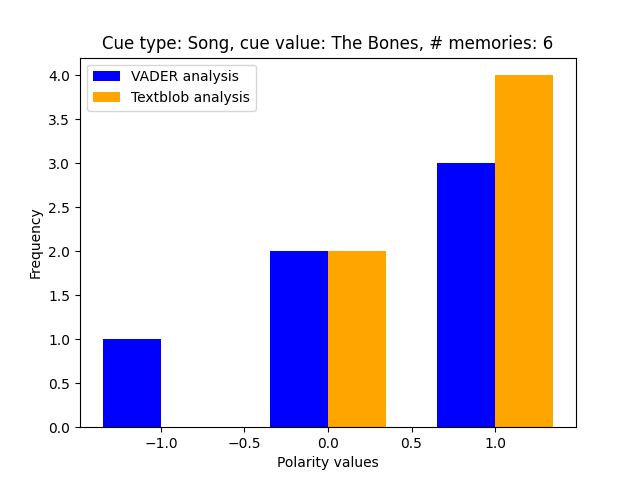 Cue type: Song, cue value: The Bones, # memories: 6
VADER analysis
Textblob analysis
4.0
3.5
3.0
2.5
2.0
1.5
1.0
0.5
0.0
Frequency
−1.0
−0.5
0.0
0.5
1.0
Polarity values